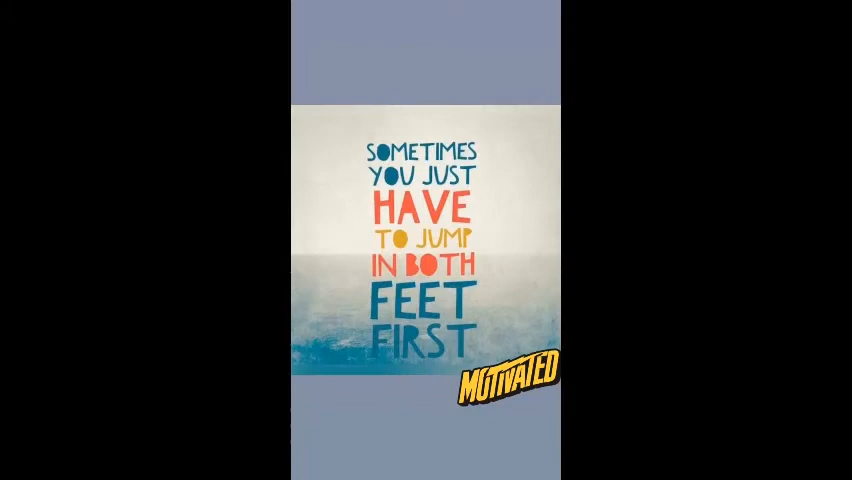 SOMETIMES
YOU JUST
HAVE
TO JUMP
IN BOTH
FEET
FIRST
MOTIVATED